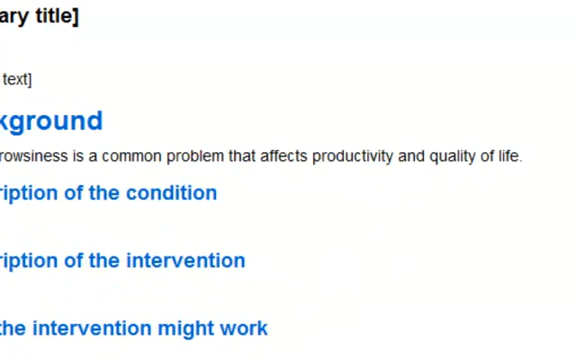 ary title]
text]
kground
rowsiness is a common problem that affects productivity and quality of life.
ription of the condition
ription of the intervention
the intervention might work